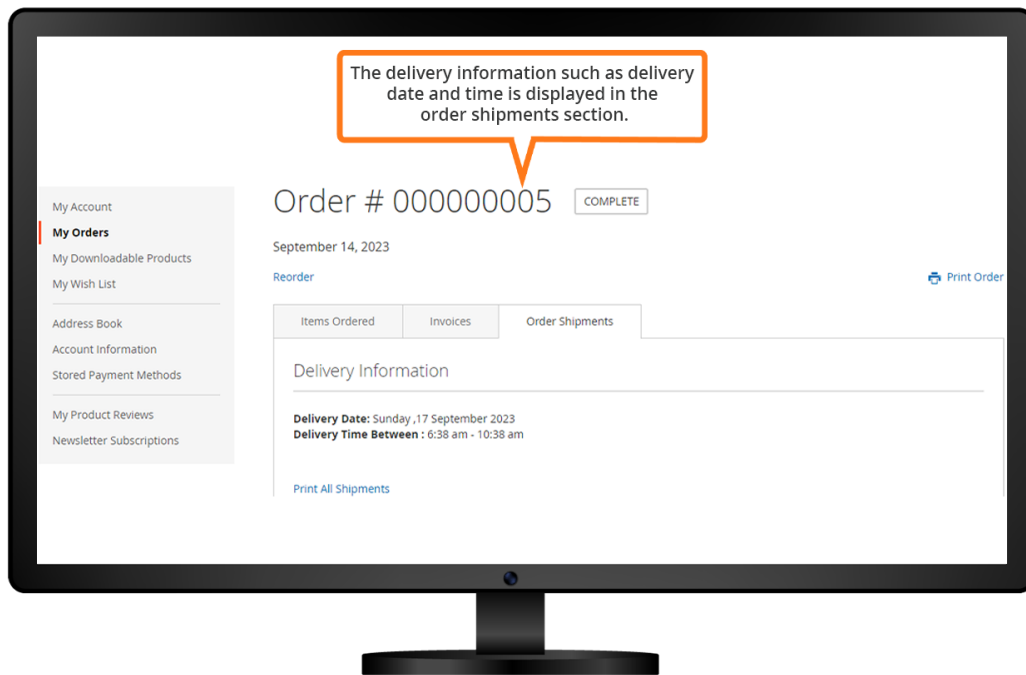 The delivery information such as delivery
date and time is displayed in the
order shipments section.
My Account
My Orders
My Downloadable Products
My Wish List
Address Book
Account Information
Stored Payment Methods
My Product Reviews
Newsletter Subscriptions
Order # 000000005 COMPLETE
September 14, 2023
Reorder
Print Order
Items Ordered Invoices Order Shipments
Delivery Information
Delivery Date: Sunday ,17 September 2023
Delivery Time Between : 6:38 am - 10:38 am
Print All Shipments